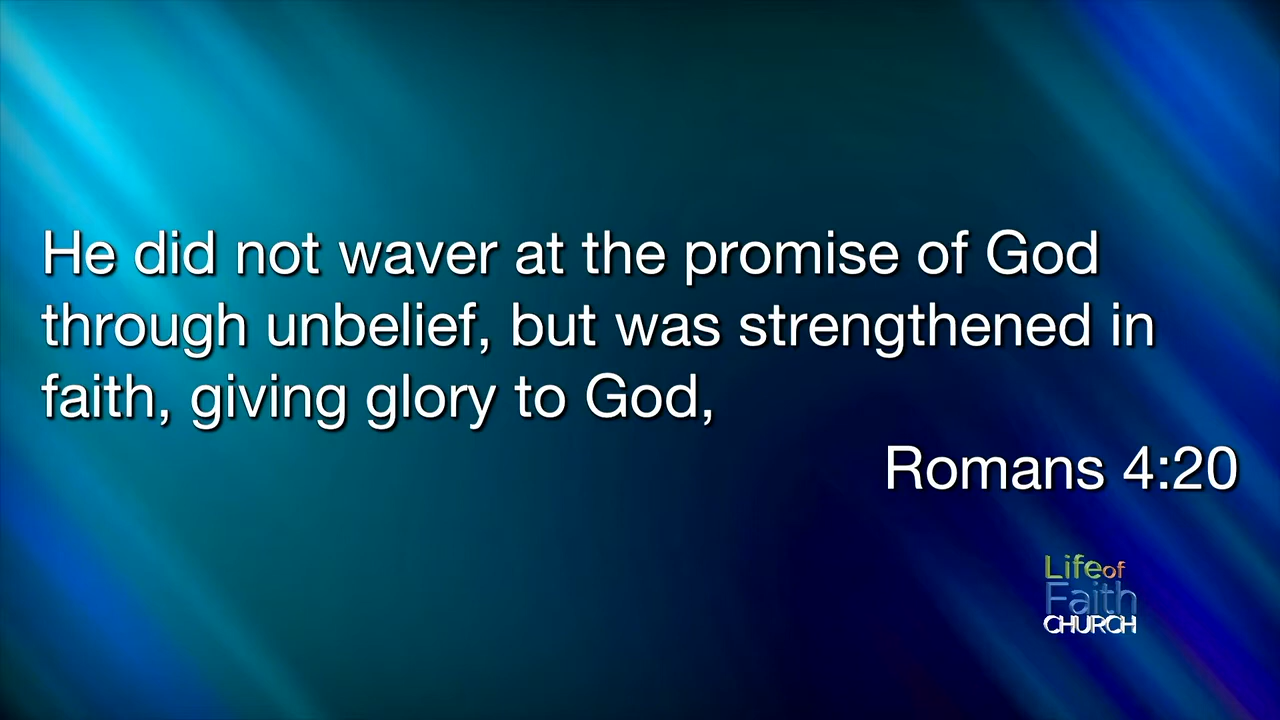 He did not waver at the promise of God
through unbelief, but was strengthened in
faith, giving glory to God,
Romans 4:20
Life of
Faith
CHURCH